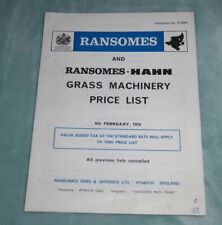 RANSOMES
AND
RANSOMES-HAHN
GRASS MACHINERY
PRICE LIST
VALUE ADDED TAX AT THE STANDARD RATE WILL APPLY
TO THIS PRICE LIST
All previous lists cancelled
RANSOMES SIMS & JEFFERIES LTD IPSWICH ENGLAND